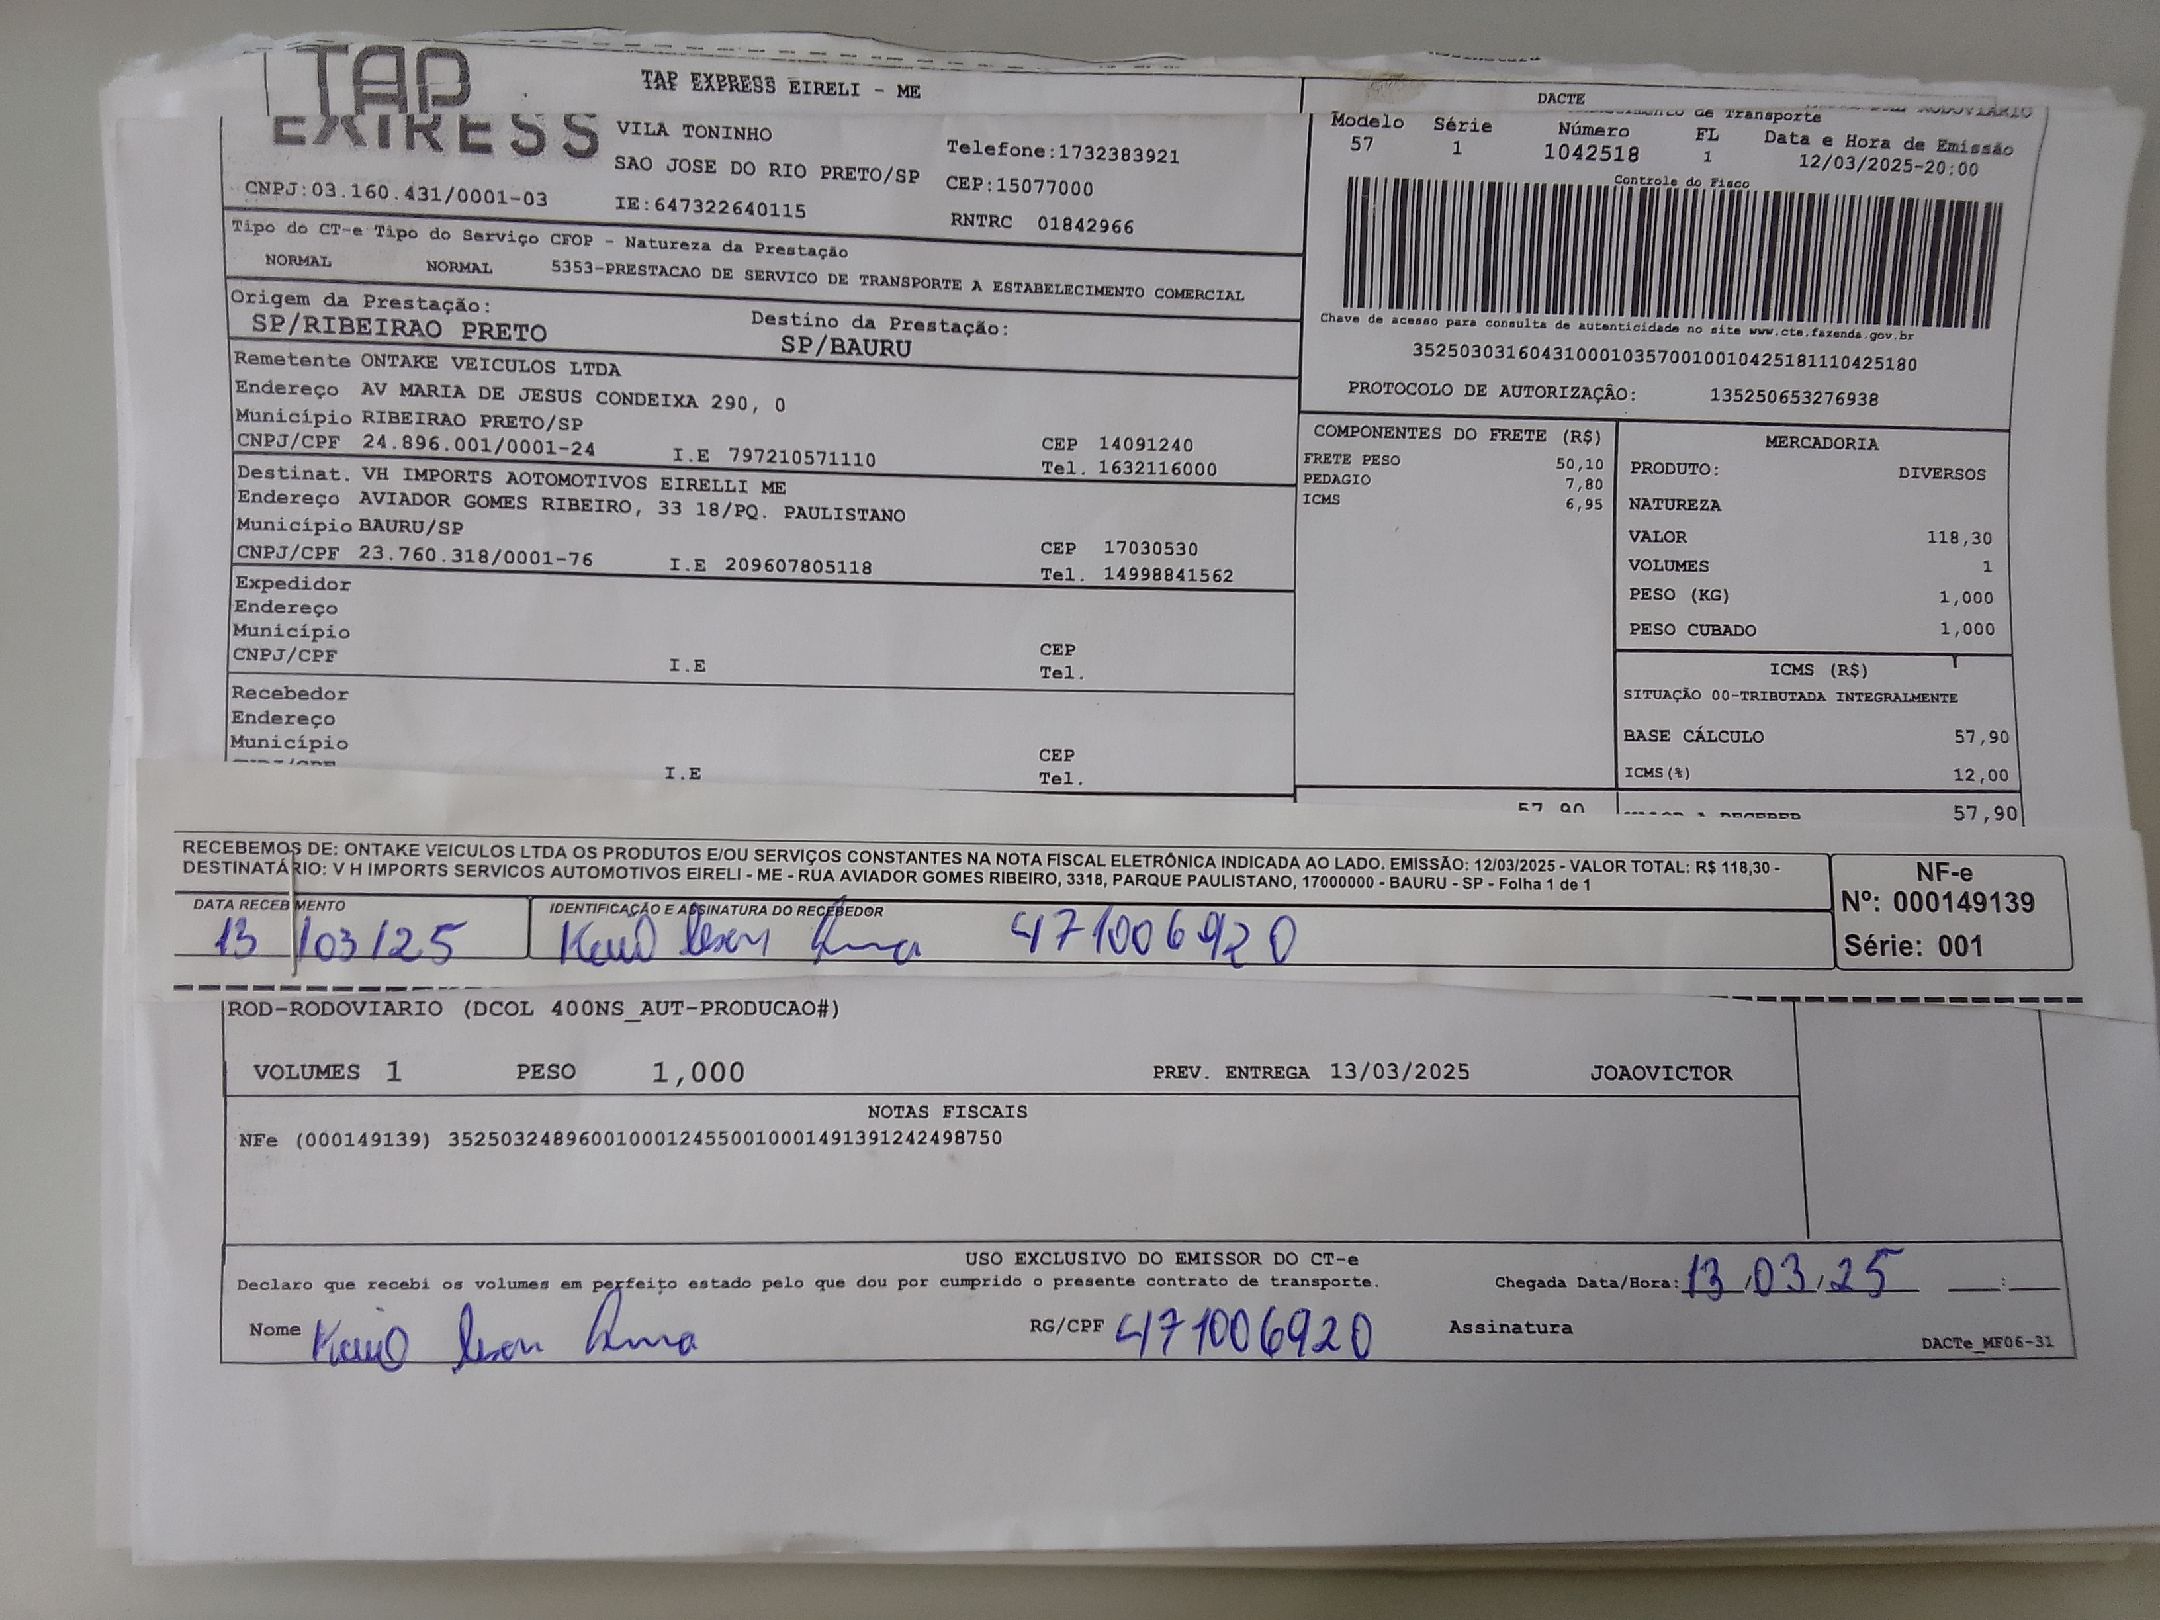 TAP
EXPRESS
TAP EXPRESS EIRELI - ME
DACTE
de Transporte
VILA TONINHO
Telefone:1732383921
SAO JOSE DO RIO PRETO/SP
CEP:15077000
CNPJ:03.160.431/0001-03
IE:647322640115
RNTRC 01842966
Modelo Série Número FL Data e Hora de Emissão
57 1 1042518 1 12/03/2025-20:00
Controle do Fisco
Tipo do CT-e Tipo do Serviço CFOP - Natureza da Prestação
NORMAL NORMAL 5353-PRESTACAO DE SERVICO DE TRANSPORTE A ESTABELECIMENTO COMERCIAL
Origem da Prestação:
SP/RIBEIRAO PRETO
Destino da Prestação:
SP/BAURU
Chave de acesso para consulta de autenticidade no site www.cte.fazenda.gov.br
35250303160431000103570010010425181110425180
PROTOCOLO DE AUTORIZAÇÃO: 135250653276938
Remetente ONTAKE VEICULOS LTDA
Endereço AV MARIA DE JESUS CONDEIXA 290, 0
Município RIBEIRAO PRETO/SP
CNPJ/CPF 24.896.001/0001-24 I.E 797210571110
CEP 14091240
Tel. 1632116000
Destinat. VH IMPORTS AOTOMOTIVOS EIRELLI ME
Endereço AVIADOR GOMES RIBEIRO, 33 18/PQ. PAULISTANO
Município BAURU/SP
CNPJ/CPF 23.760.318/0001-76 I.E 209607805118
CEP 17030530
Tel. 14998841562
Expedidor
Endereço
Município
CNPJ/CPF I.E
CEP
Tel.
Recebedor
Endereço
Município
I.E
CEP
Tel.
COMPONENTES DO FRETE (R$)
FRETE PESO 50,10
PEDAGIO 7,80
ICMS 6,95
57,90
MERCADORIA
PRODUTO: DIVERSOS
NATUREZA
VALOR 118,30
VOLUMES 1
PESO (KG) 1,000
PESO CUBADO 1,000
ICMS (R$)
SITUAÇÃO 00-TRIBUTADA INTEGRALMENTE
BASE CÁLCULO 57,90
ICMS(%) 12,00
57,90
RECEBEMOS DE: ONTAKE VEICULOS LTDA OS PRODUTOS E/OU SERVIÇOS CONSTANTES NA NOTA FISCAL ELETRÔNICA INDICADA AO LADO. EMISSÃO: 12/03/2025 - VALOR TOTAL: R$ 118,30 -
DESTINATÁRIO: V H IMPORTS SERVICOS AUTOMOTIVOS EIRELI - ME - RUA AVIADOR GOMES RIBEIRO, 3318, PARQUE PAULISTANO, 17000000 - BAURU - SP - Folha 1 de 1
DATA RECEBIMENTO
13/03/25
IDENTIFICAÇÃO E ASSINATURA DO RECEBEDOR
471006920
NF-e
Nº: 000149139
Série: 001
ROD-RODOVIARIO (DCOL 400NS_AUT-PRODUCAO#)
VOLUMES 1 PESO 1,000 PREV. ENTREGA 13/03/2025 JOAOVICTOR
NOTAS FISCAIS
NFe (000149139) 35250324896001000124550010001491391242498750
USO EXCLUSIVO DO EMISSOR DO CT-e
Declaro que recebi os volumes em perfeito estado pelo que dou por cumprido o presente contrato de transporte.
Chegada Data/Hora: 13/03/25 __:__
Nome
RG/CPF 471006920
Assinatura
DACTe_MF06-31